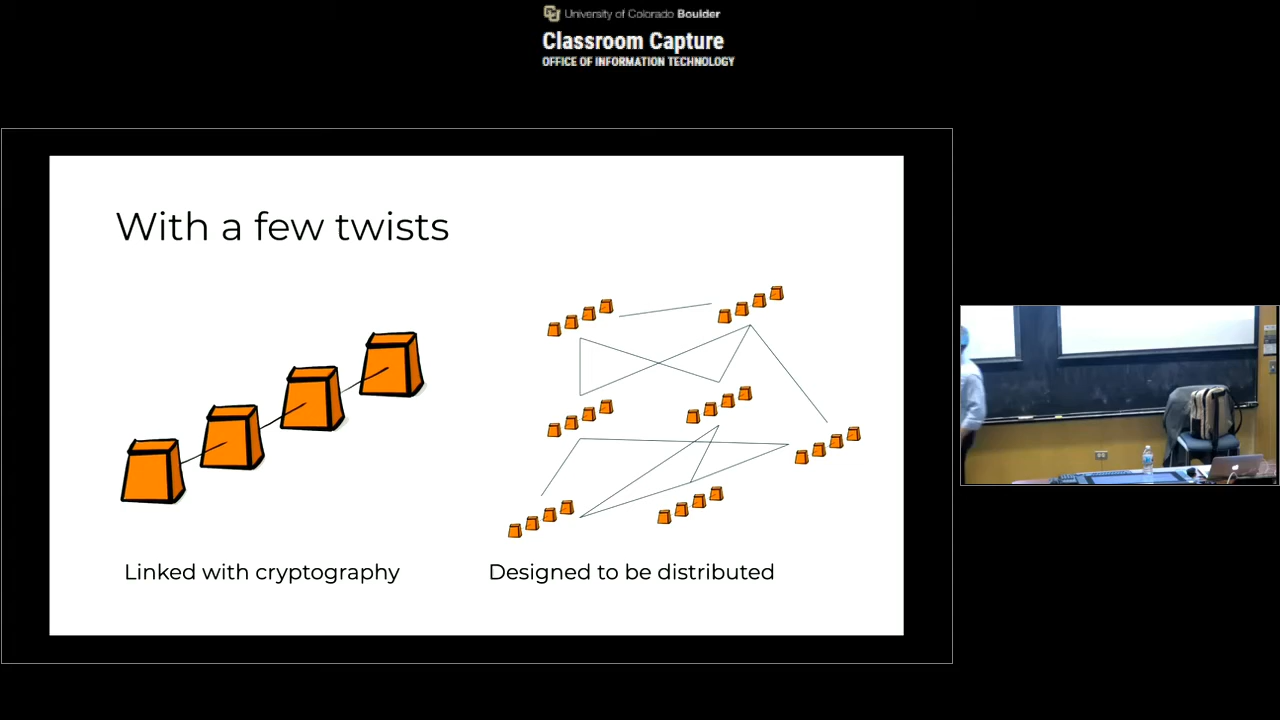 University of Colorado Boulder
Classroom Capture
OFFICE OF INFORMATION TECHNOLOGY
With a few twists
Linked with cryptography
Designed to be distributed